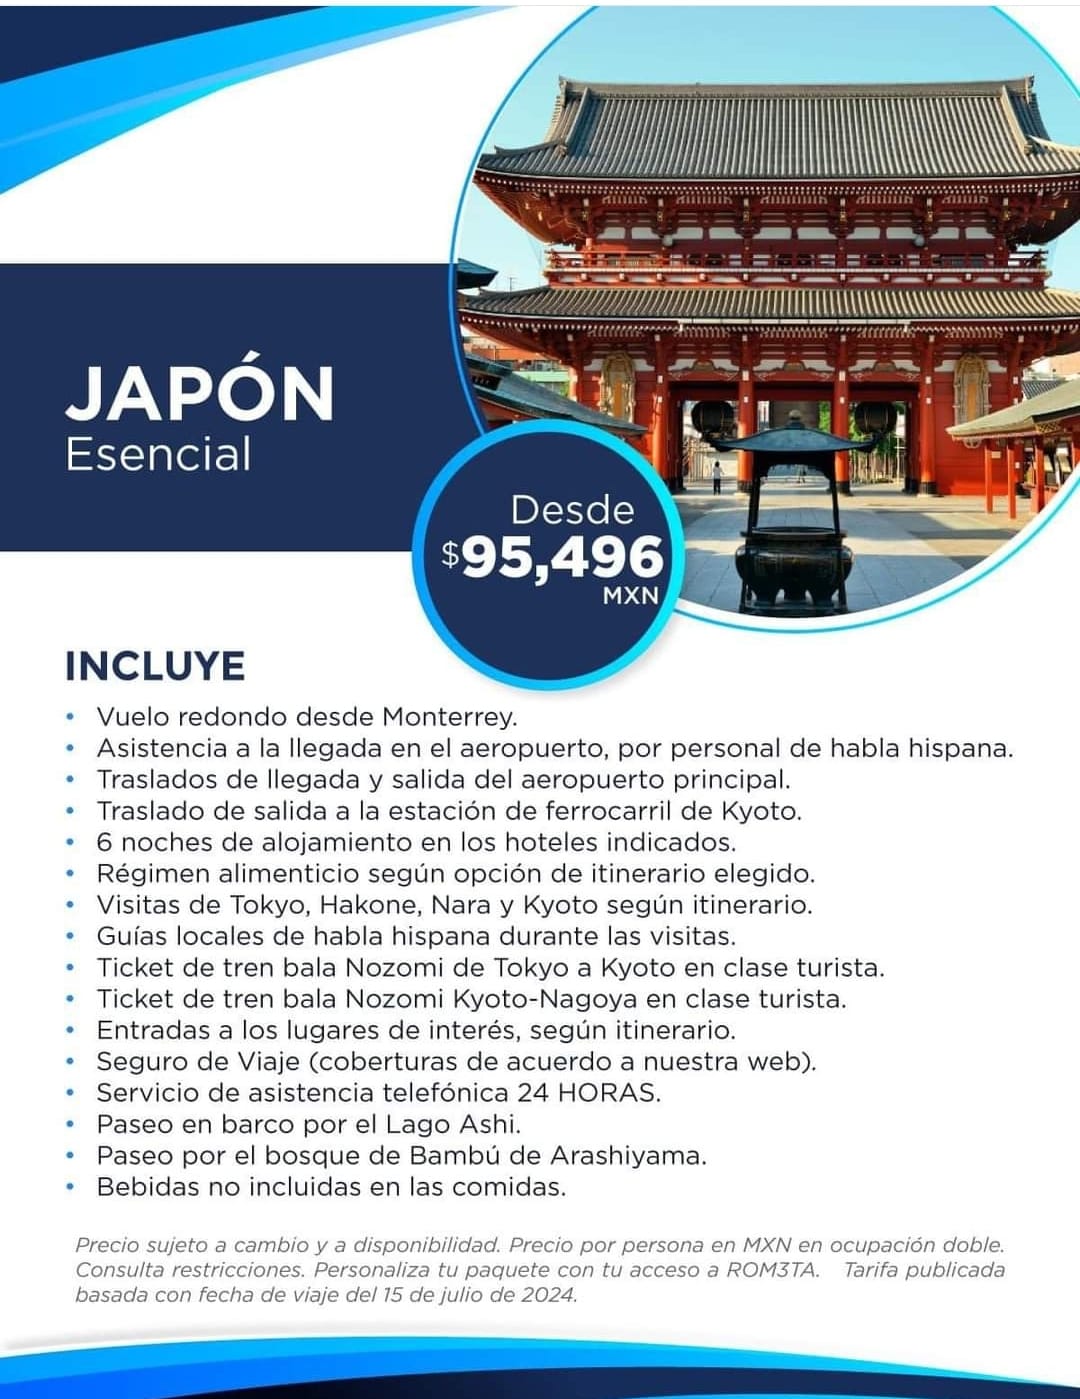 JAPÓN
Esencial
Desde
$95,496
MXN
INCLUYE
• Vuelo redondo desde Monterrey.
• Asistencia a la llegada en el aeropuerto, por personal de habla hispana.
• Traslados de llegada y salida del aeropuerto principal.
• Traslado de salida a la estación de ferrocarril de Kyoto.
• 6 noches de alojamiento en los hoteles indicados.
• Régimen alimenticio según opción de itinerario elegido.
• Visitas de Tokyo, Hakone, Nara y Kyoto según itinerario.
• Guías locales de habla hispana durante las visitas.
• Ticket de tren bala Nozomi de Tokyo a Kyoto en clase turista.
• Ticket de tren bala Nozomi Kyoto-Nagoya en clase turista.
• Entradas a los lugares de interés, según itinerario.
• Seguro de Viaje (coberturas de acuerdo a nuestra web).
• Servicio de asistencia telefónica 24 HORAS.
• Paseo en barco por el Lago Ashi.
• Paseo por el bosque de Bambú de Arashiyama.
• Bebidas no incluidas en las comidas.
Precio sujeto a cambio y a disponibilidad. Precio por persona en MXN en ocupación doble.
Consulta restricciones. Personaliza tu paquete con tu acceso a ROM3TA. Tarifa publicada
basada con fecha de viaje del 15 de julio de 2024.